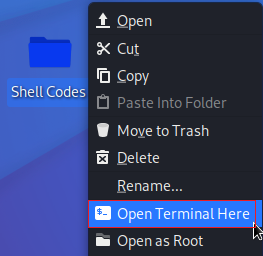 Shell Codes
Open
Cut
Copy
Paste Into Folder
Move to Trash
Delete
Rename...
$_
Open Terminal Here
Open as Root